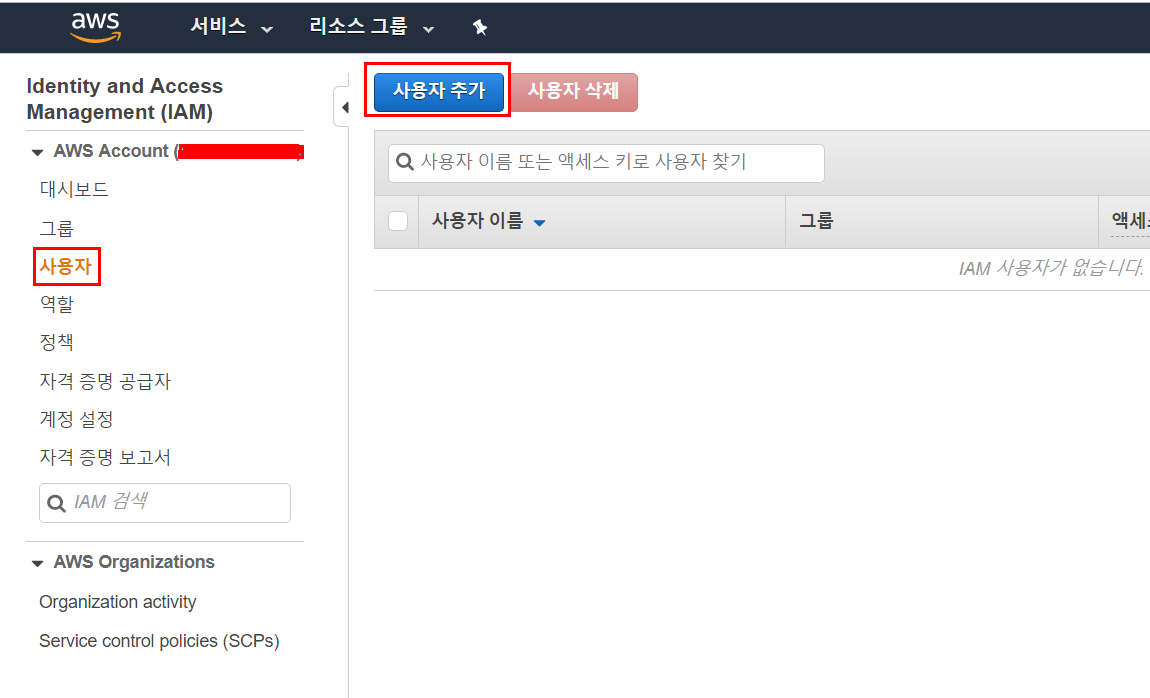 aws 서비스 리소스 그룹
Identity and Access
Management (IAM)
AWS Account (
대시보드
그룹
사용자
역할
정책
자격 증명 공급자
계정 설정
자격 증명 보고서
IAM 검색
AWS Organizations
Organization activity
Service control policies (SCPs)
사용자 추가 사용자 삭제
사용자 이름 또는 액세스 키로 사용자 찾기
사용자 이름 그룹
IAM 사용자가 없습니다.